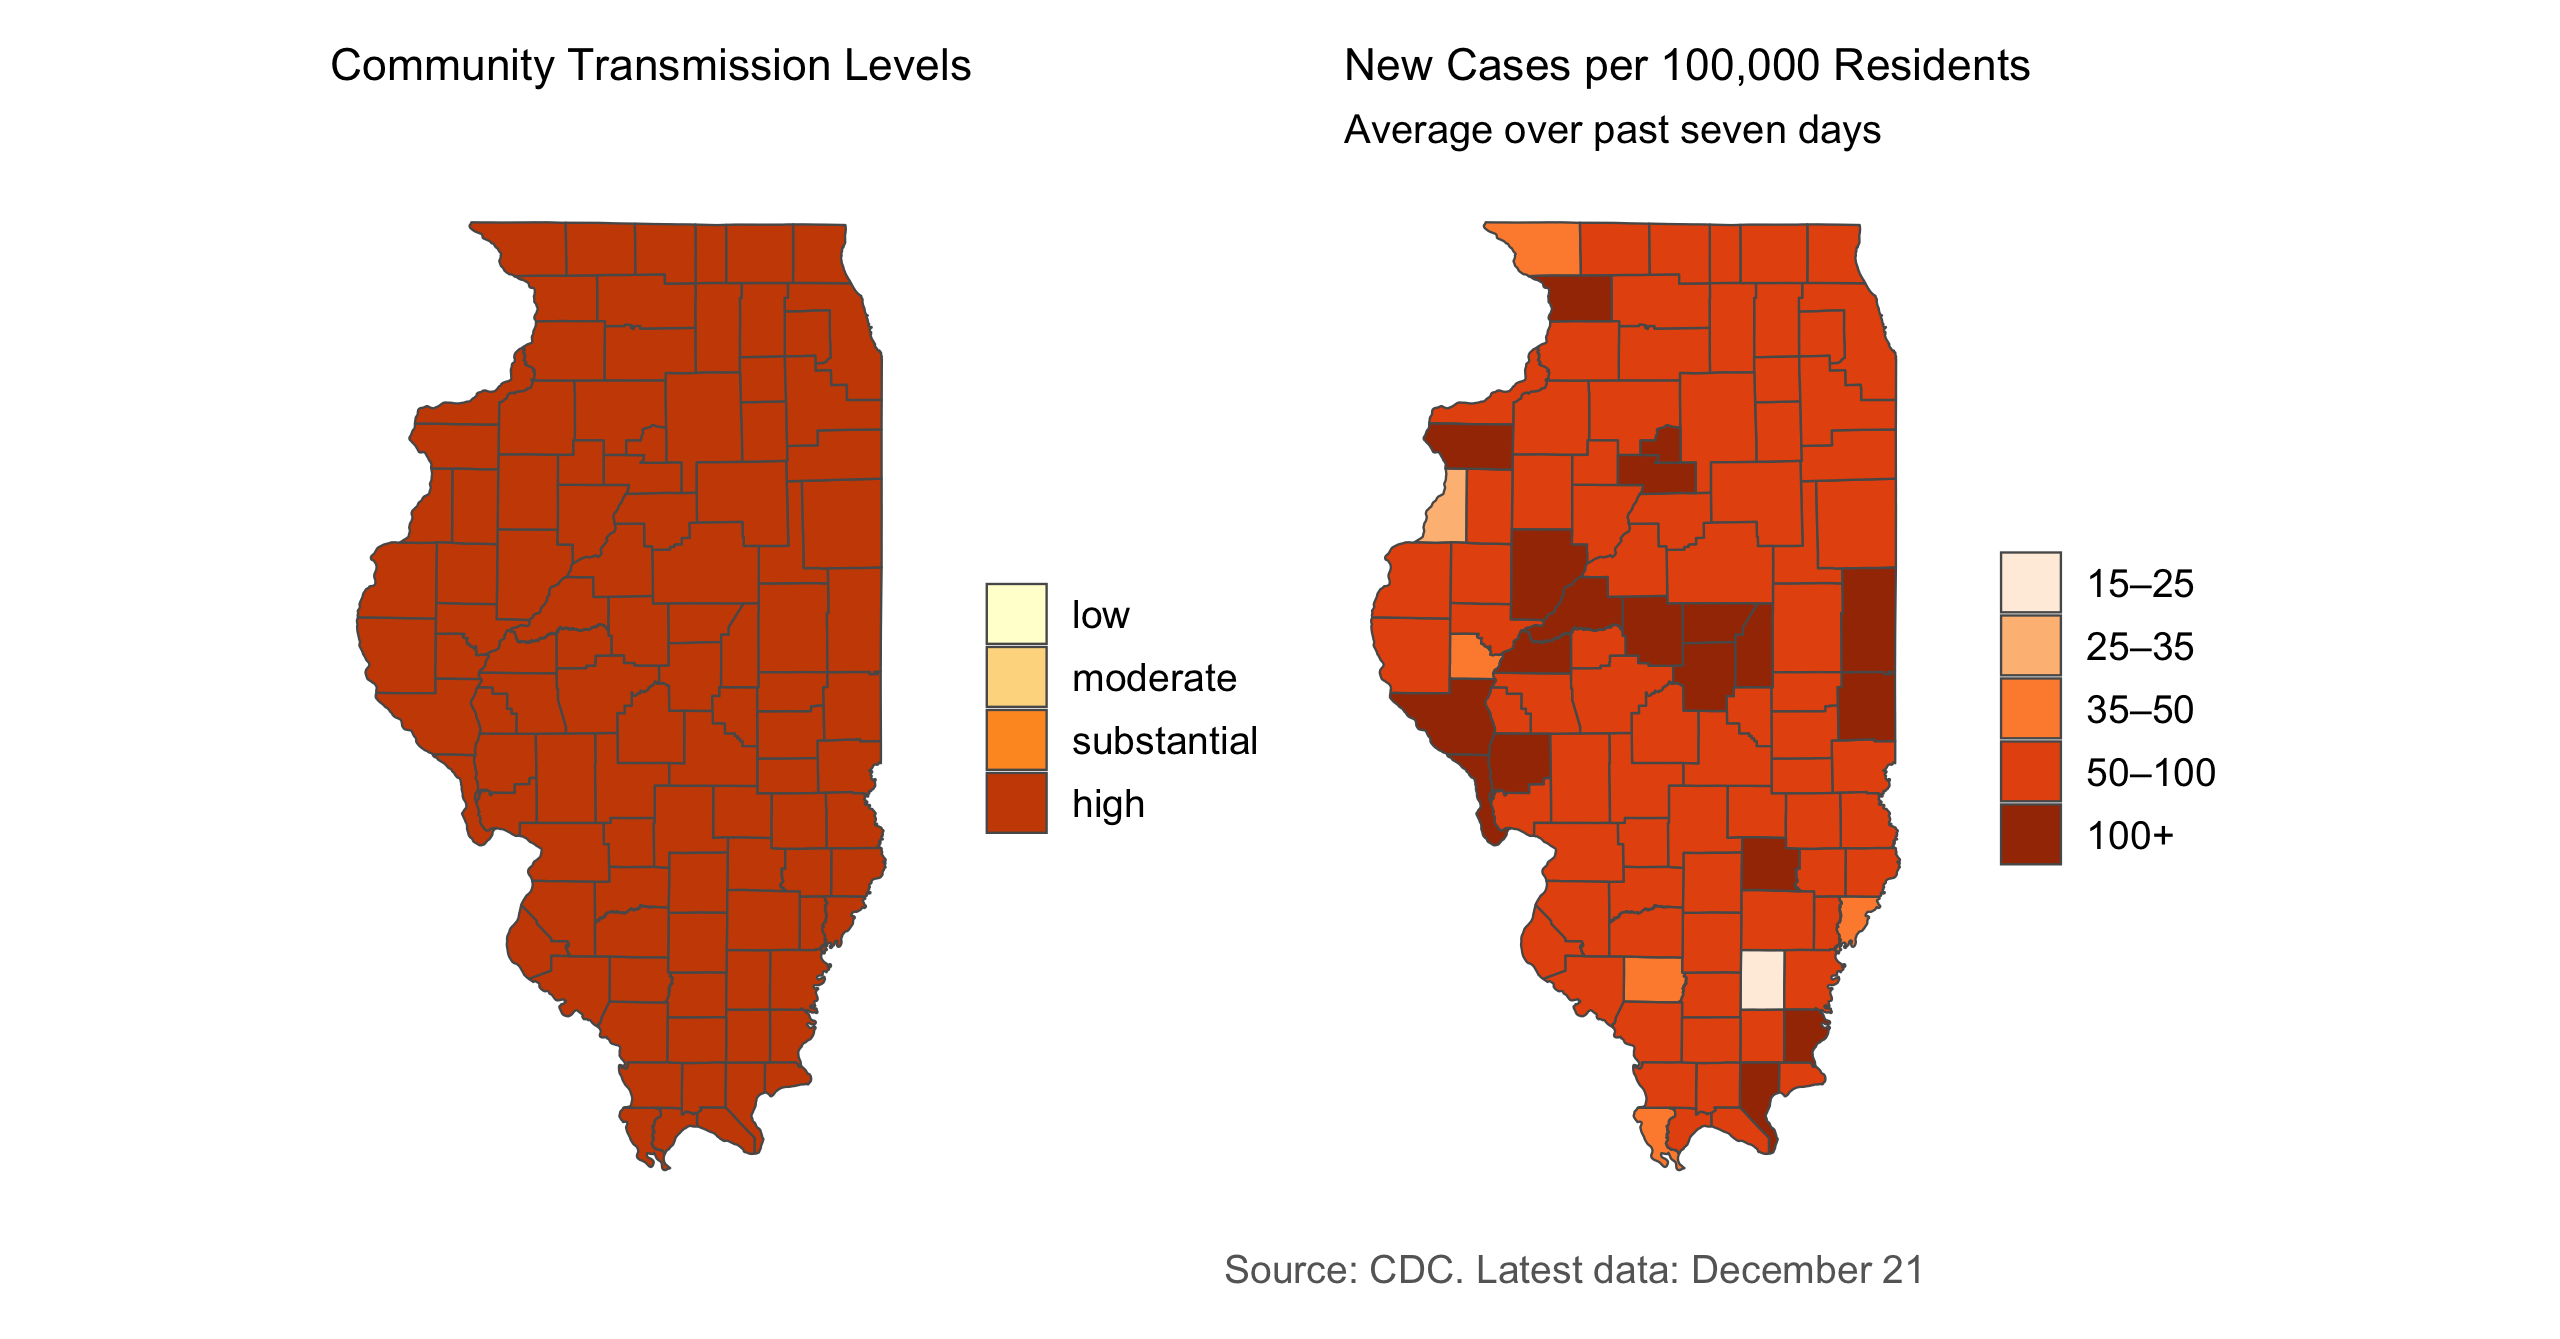 Community Transmission Levels
low
moderate
substantial
high
New Cases per 100,000 Residents
Average over past seven days
15–25
25–35
35–50
50–100
100+
Source: CDC. Latest data: December 21